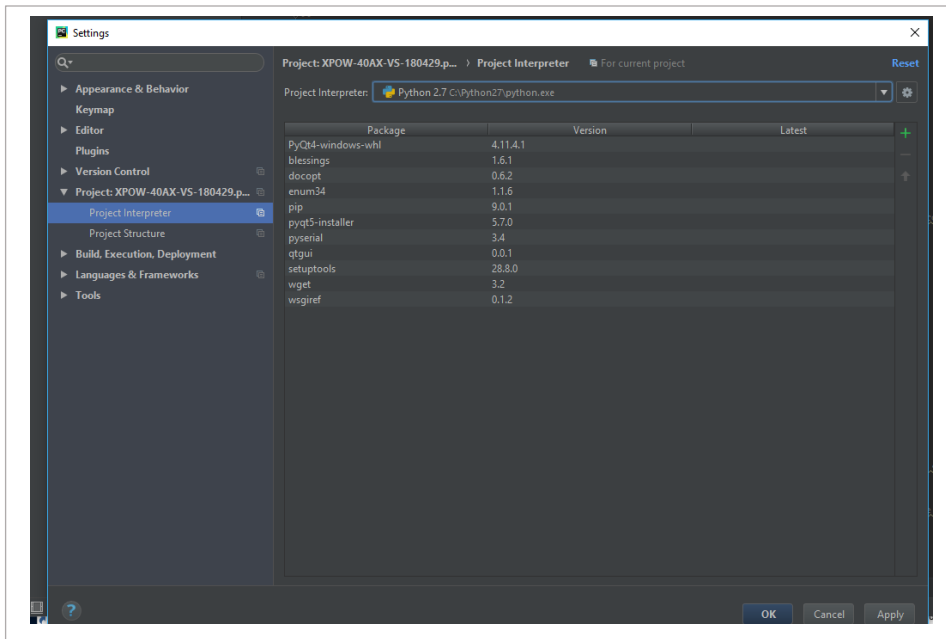 Settings
Project: XPOW-40AX-VS-180429.p... › Project Interpreter For current project Reset
Appearance & Behavior
Keymap
Editor
Plugins
Version Control
Project: XPOW-40AX-VS-180429.p...
Project Interpreter
Project Structure
Build, Execution, Deployment
Languages & Frameworks
Tools
Project Interpreter: Python 2.7 C:\Python27\python.exe
Package Version Latest
PyQt4-windows-whl 4.11.4.1
blessings 1.6.1
docopt 0.6.2
enum34 1.1.6
pip 9.0.1
pyqt5-installer 5.7.0
pyserial 3.4
qtgui 0.0.1
setuptools 28.8.0
wget 3.2
wsgiref 0.1.2
? OK Cancel Apply